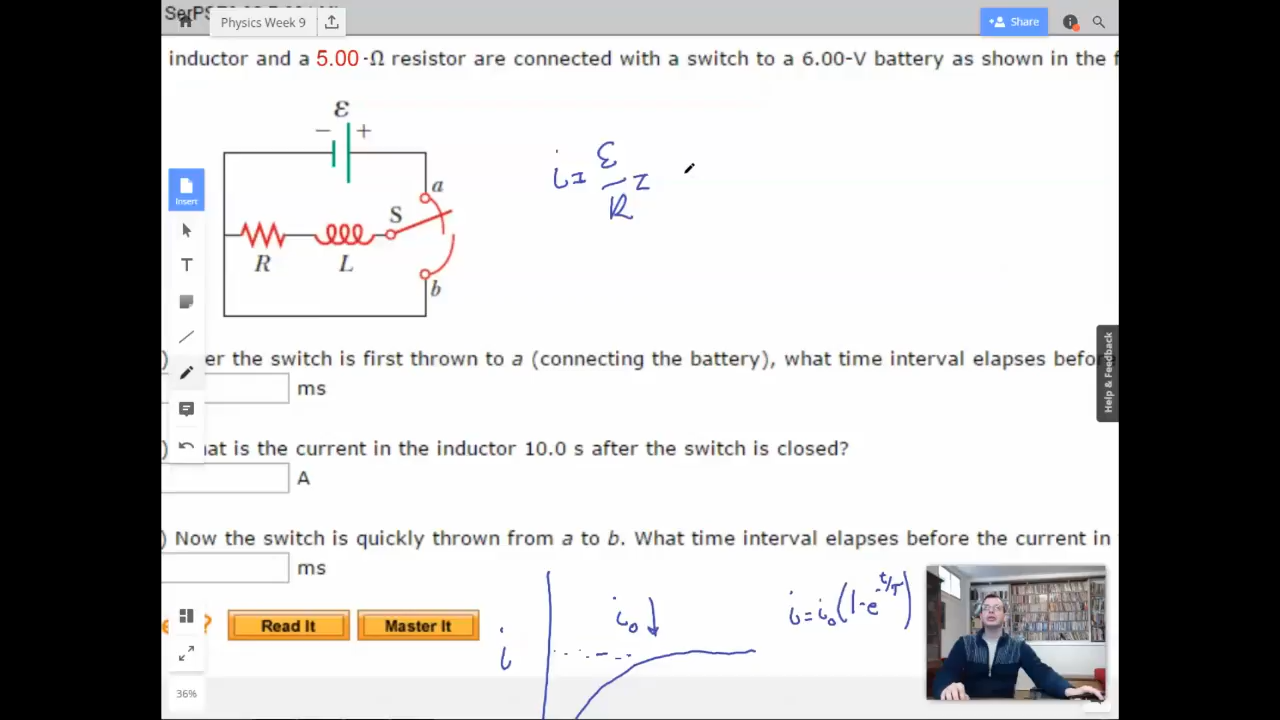 SerPSE
Physics Week 9
Share
inductor and a 5.00-Ω resistor are connected with a switch to a 6.00-V battery as shown in the f
ε
− +
a
S
R L
b
i = ε/R =
Insert
T
er the switch is first thrown to a (connecting the battery), what time interval elapses befo
ms
Help & Feedback
) hat is the current in the inductor 10.0 s after the switch is closed?
A
) Now the switch is quickly thrown from a to b. What time interval elapses before the current in
ms
? Read It Master It
i₀ i = i₀(1-e^-t/τ)
i
36%